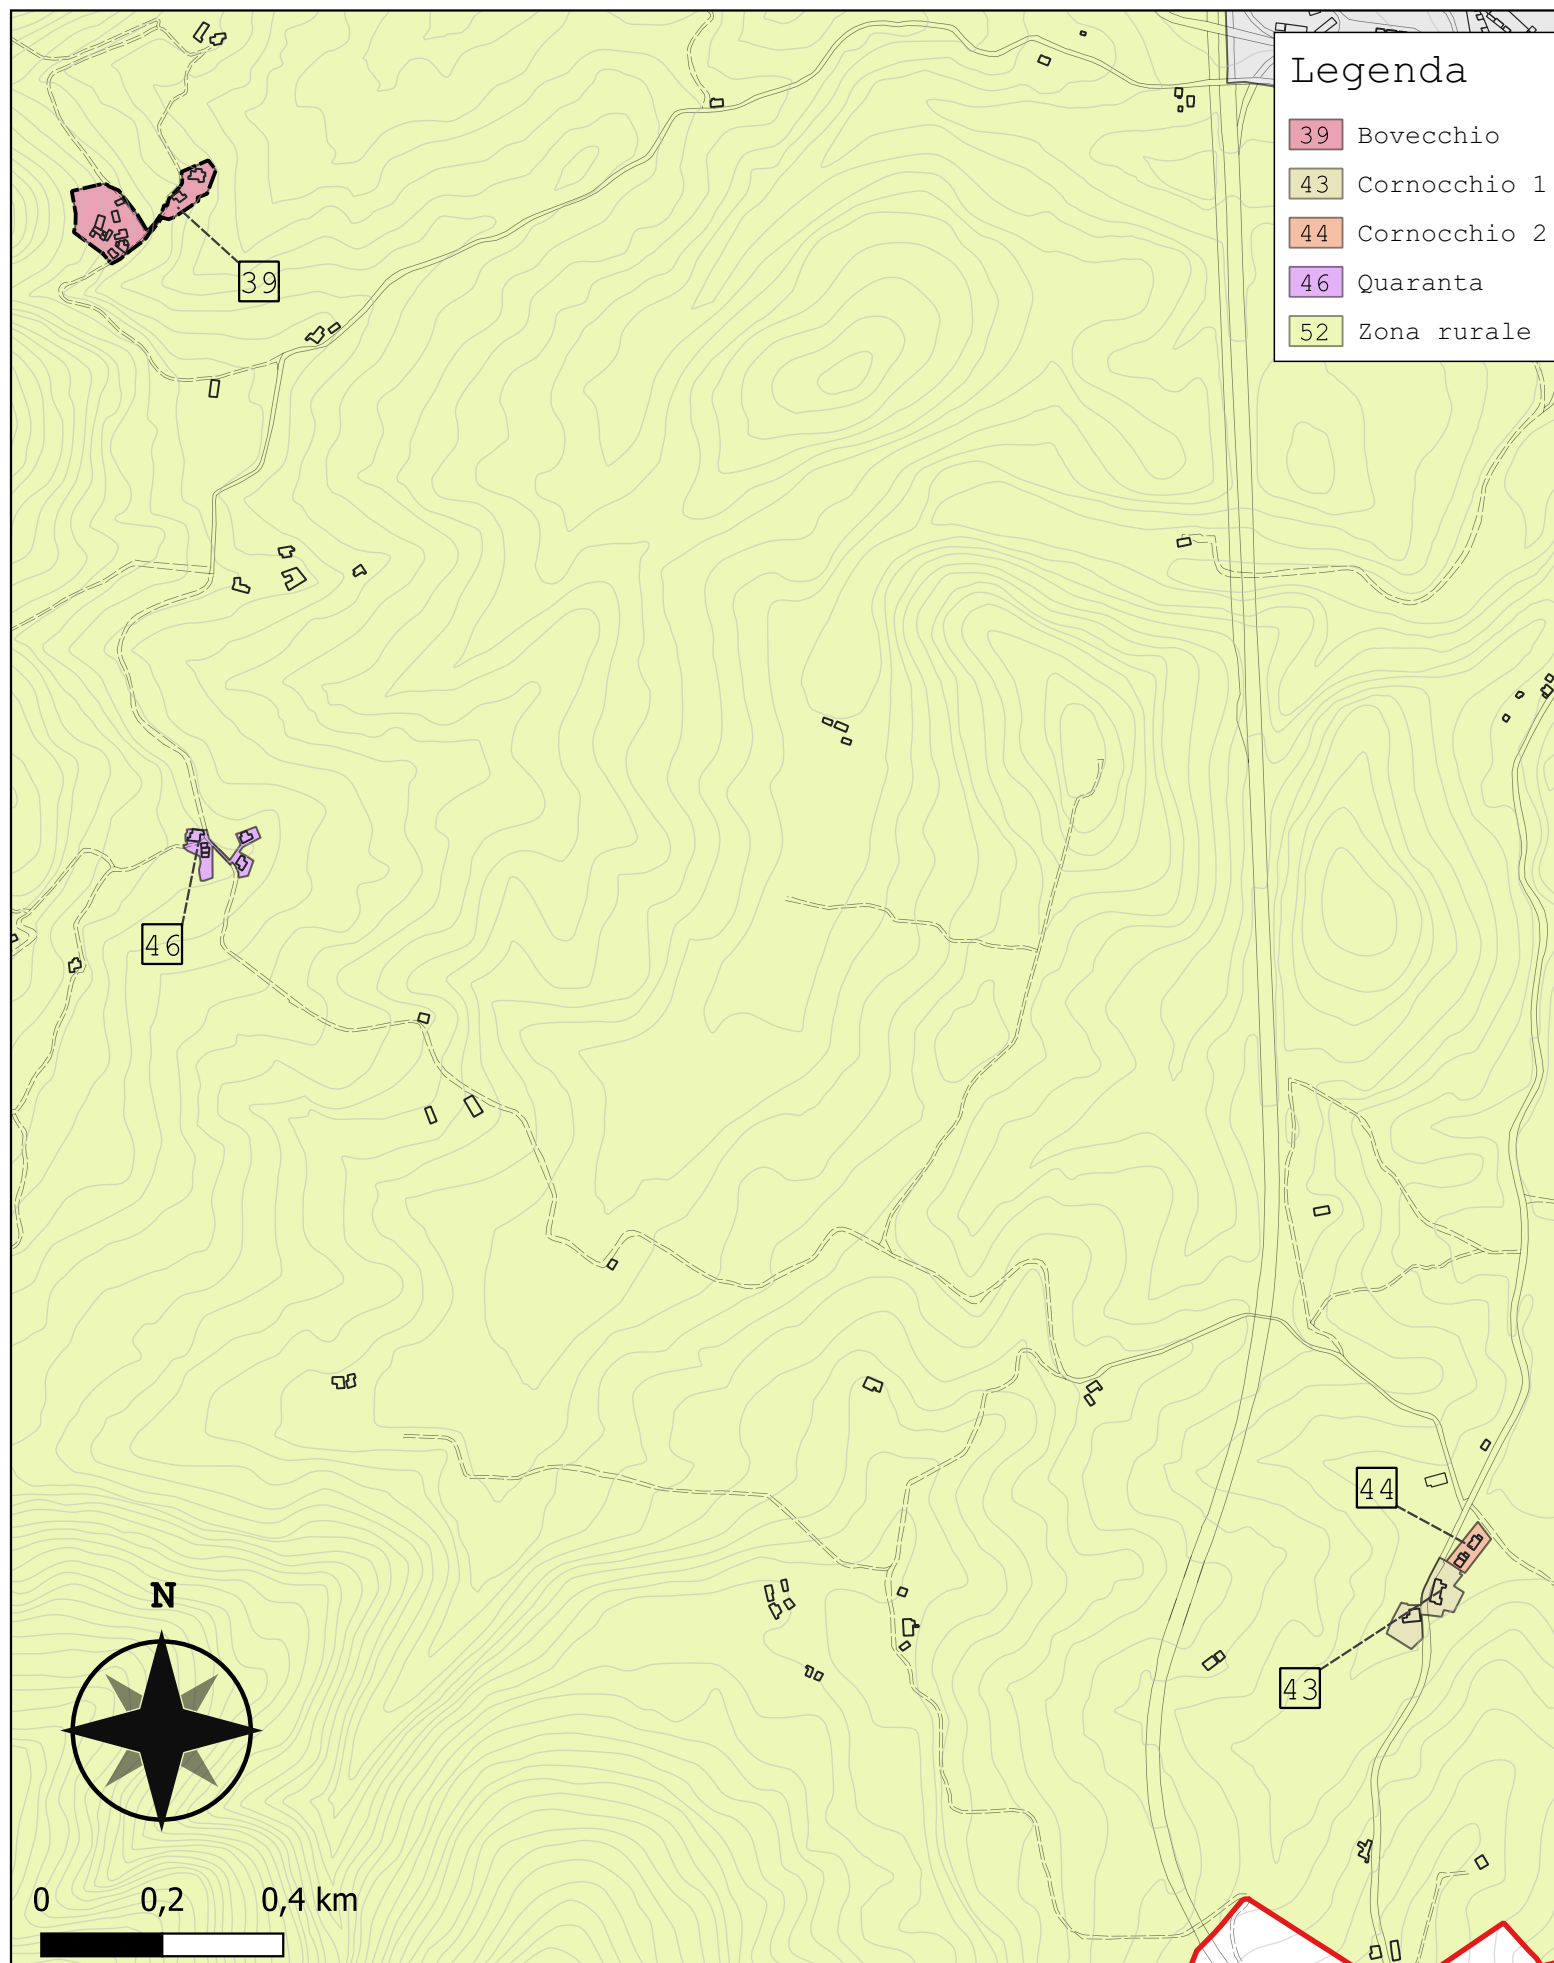 Legenda
39 Bovecchio
43 Cornocchio 1
44 Cornocchio 2
46 Quaranta
52 Zona rurale
39
46
44
43
N
0 0,2 0,4 km